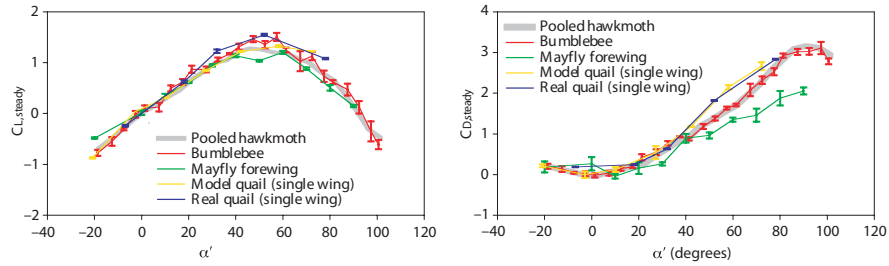 2
1
0
–1
–2
C L,steady
–40 –20 0 20 40 60 80 100 120
α′
Pooled hawkmoth
Bumblebee
Mayfly forewing
Model quail (single wing)
Real quail (single wing)
4
3
2
1
0
–1
C D,steady
–40 –20 0 20 40 60 80 100 120
α′ (degrees)
Pooled hawkmoth
Bumblebee
Mayfly forewing
Model quail (single wing)
Real quail (single wing)